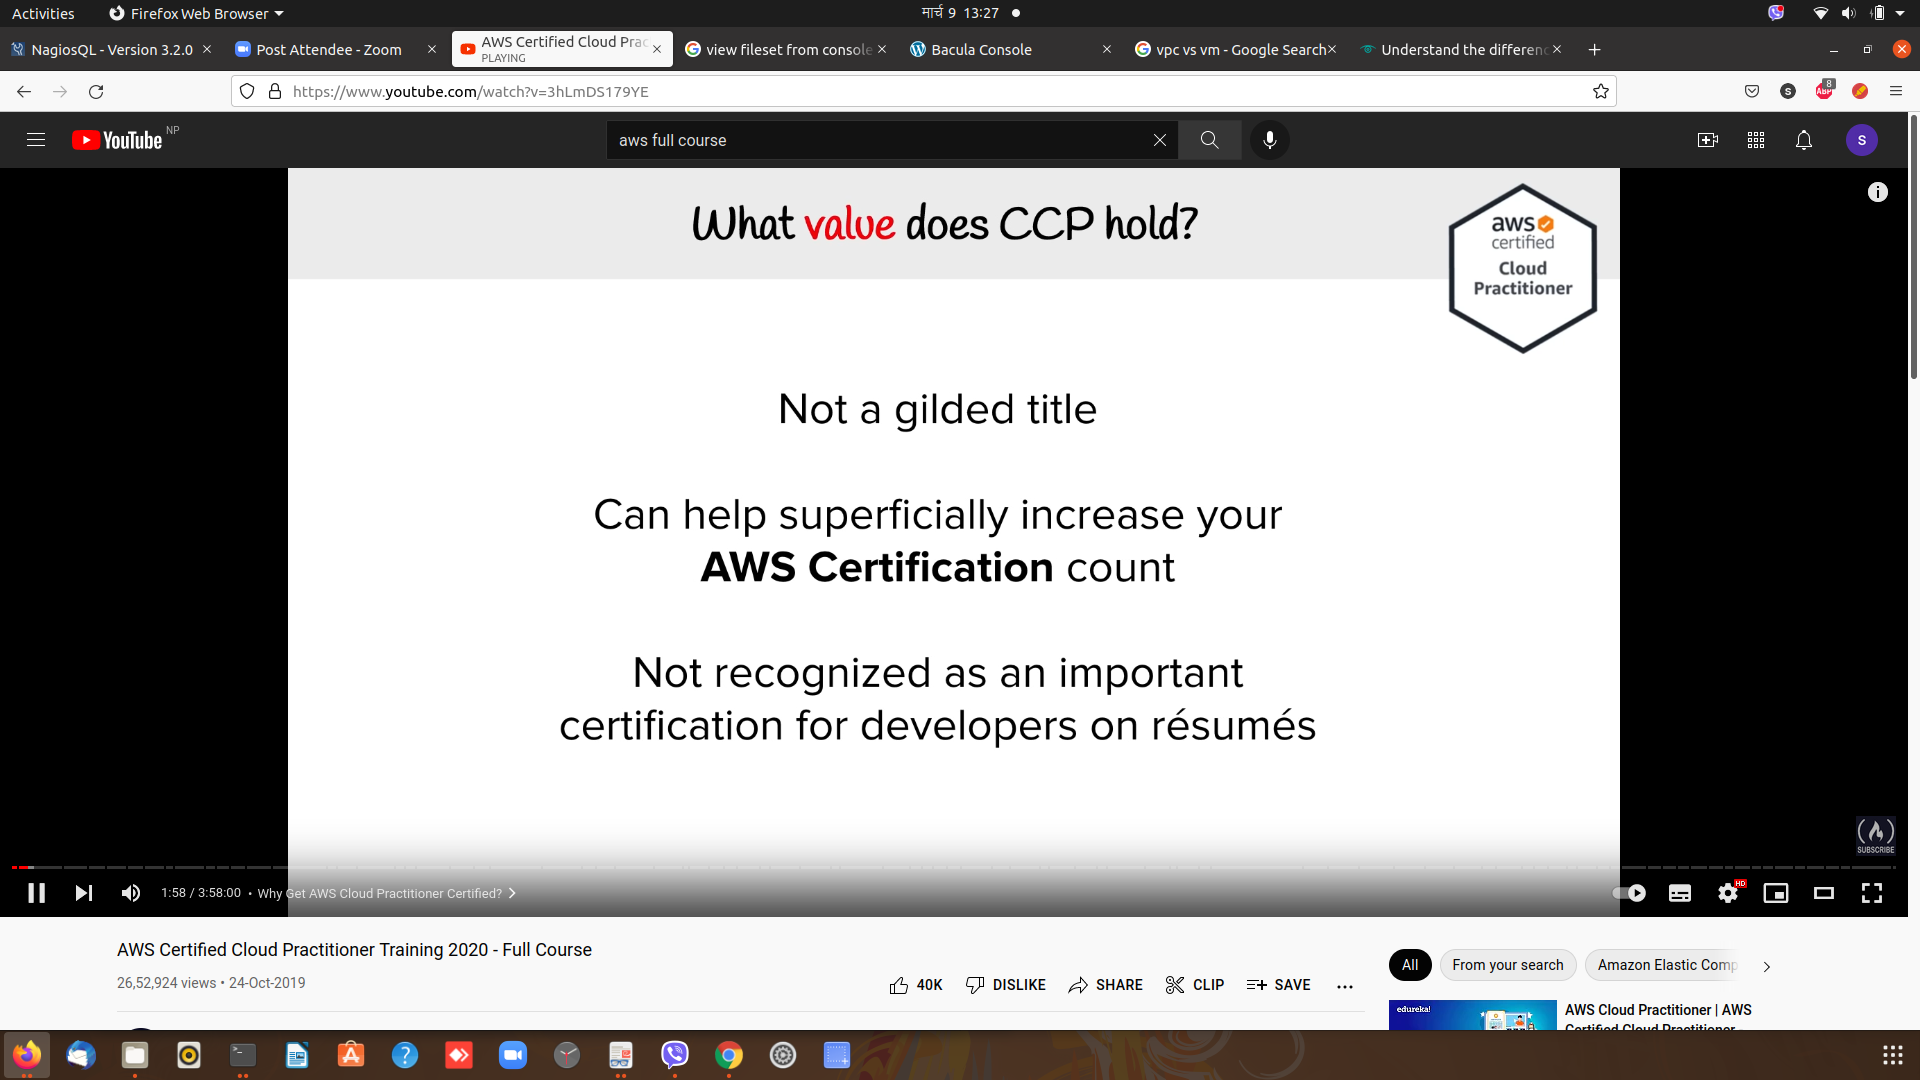 Activities
Firefox Web Browser
मार्च 9 13:27
NagiosQL - Version 3.2.0
Post Attendee - Zoom
AWS Certified Cloud Prac
PLAYING
view fileset from console
Bacula Console
vpc vs vm - Google Search
Understand the differenc
https://www.youtube.com/watch?v=3hLmDS179YE
S
ABP
8
YouTube NP
aws full course
S
What value does CCP hold?
aws
certified
Cloud
Practitioner
Not a gilded title
Can help superficially increase your
AWS Certification count
Not recognized as an important
certification for developers on résumés
SUBSCRIBE
1:58 / 3:58:00 • Why Get AWS Cloud Practitioner Certified?
HD
AWS Certified Cloud Practitioner Training 2020 - Full Course
26,52,924 views • 24-Oct-2019
40K
DISLIKE
SHARE
CLIP
SAVE
All
From your search
Amazon Elastic Comp
edureka!
AWS Cloud Practitioner | AWS
Certified Cloud Practitioner